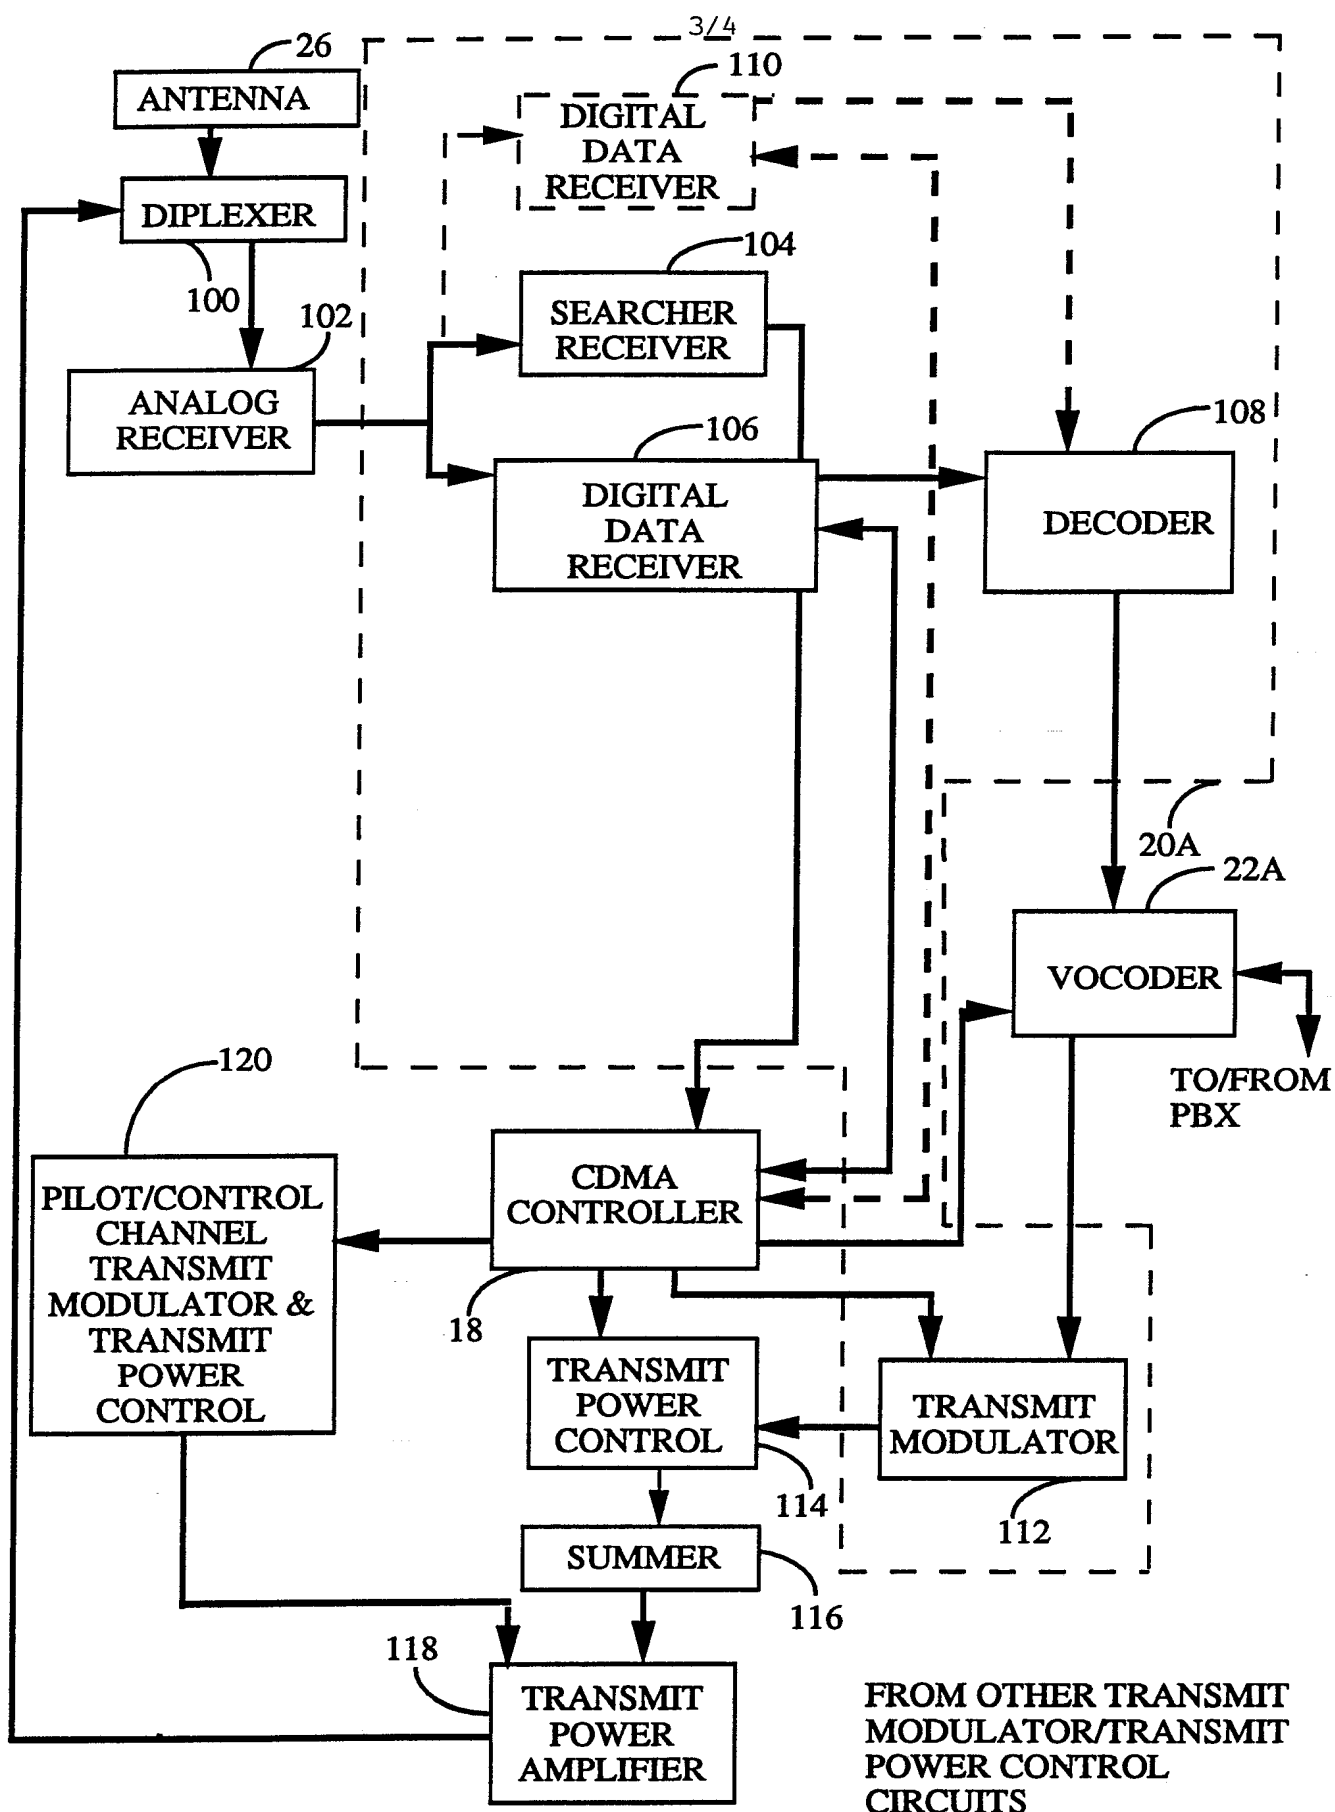 3/4
26
ANTENNA
110
DIGITAL
DATA
RECEIVER
DIPLEXER
100
104
SEARCHER
RECEIVER
102
ANALOG
RECEIVER
106
DIGITAL
DATA
RECEIVER
108
DECODER
20A
22A
VOCODER
TO/FROM
PBX
120
PILOT/CONTROL
CHANNEL
TRANSMIT
MODULATOR &
TRANSMIT
POWER
CONTROL
CDMA
CONTROLLER
18
TRANSMIT
POWER
CONTROL
114
TRANSMIT
MODULATOR
112
SUMMER
116
118
TRANSMIT
POWER
AMPLIFIER
FROM OTHER TRANSMIT
MODULATOR/TRANSMIT
POWER CONTROL
CIRCUITS